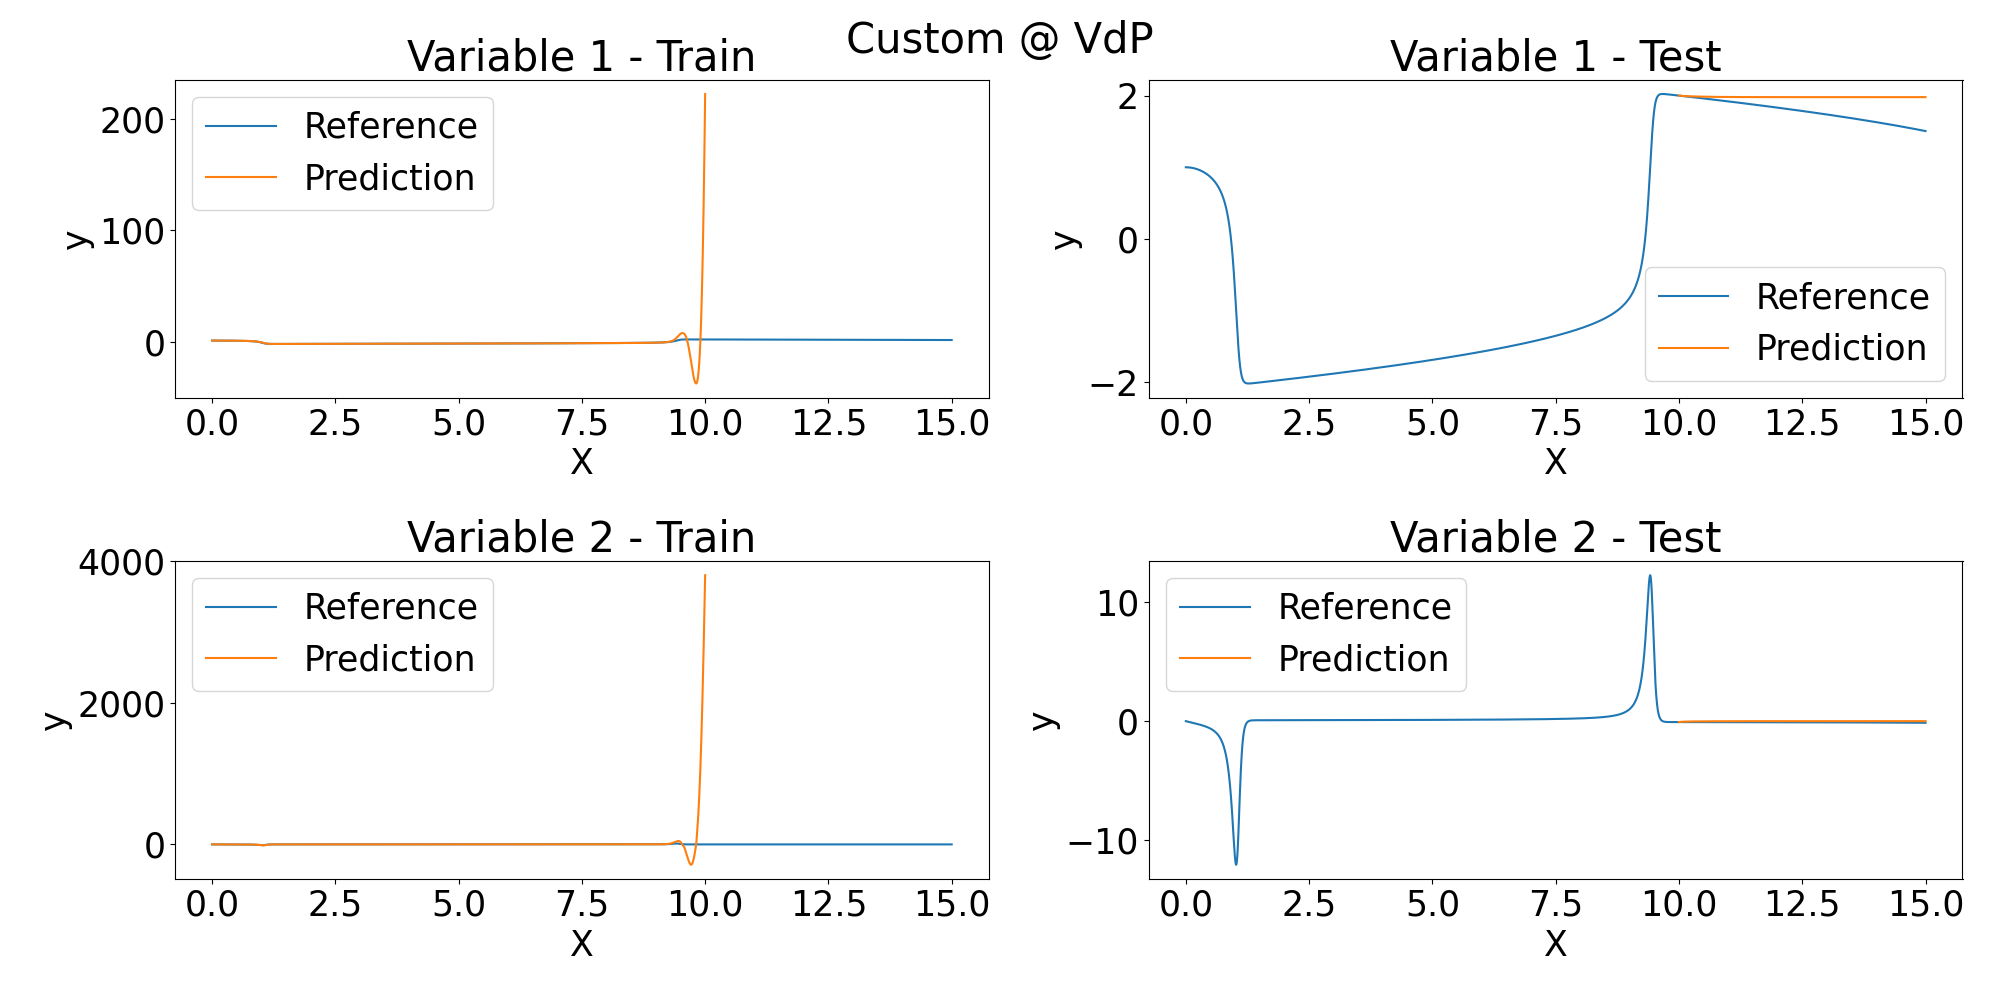 Custom @ VdP
Variable 1 - Train
200
100
0
y
Reference
Prediction
0.0 2.5 5.0 7.5 10.0 12.5 15.0
X
Variable 1 - Test
2
0
−2
y
Reference
Prediction
0.0 2.5 5.0 7.5 10.0 12.5 15.0
X
Variable 2 - Train
4000
2000
0
y
Reference
Prediction
0.0 2.5 5.0 7.5 10.0 12.5 15.0
X
Variable 2 - Test
10
0
−10
y
Reference
Prediction
0.0 2.5 5.0 7.5 10.0 12.5 15.0
X